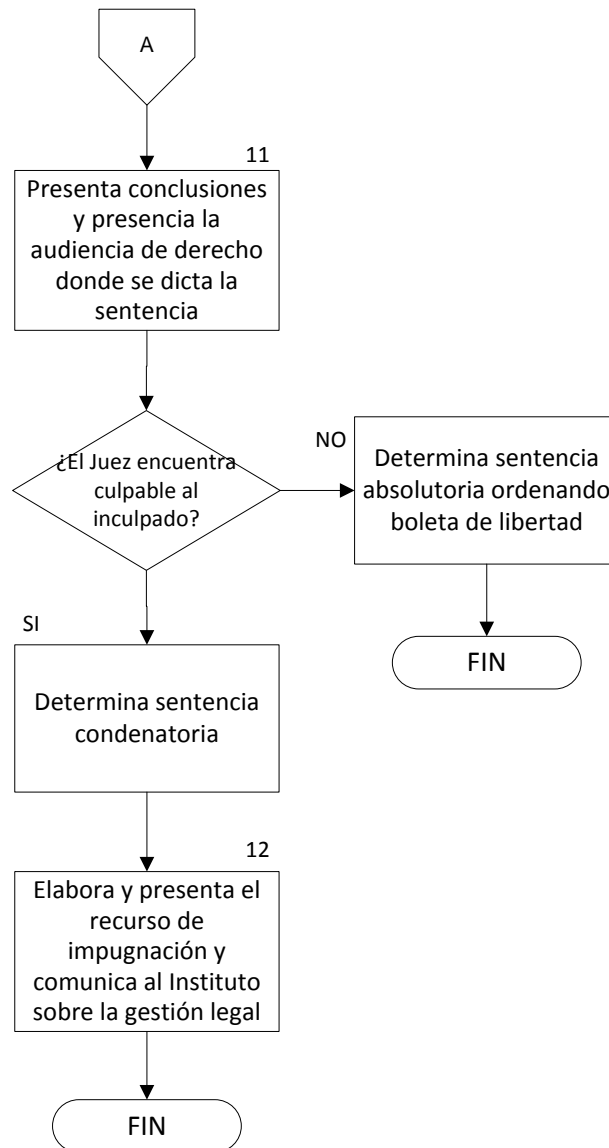 A
11
Presenta conclusiones
y presencia la
audiencia de derecho
donde se dicta la
sentencia
¿El Juez encuentra
culpable al
inculpado?
NO
Determina sentencia
absolutoria ordenando
boleta de libertad
FIN
SI
Determina sentencia
condenatoria
12
Elabora y presenta el
recurso de
impugnación y
comunica al Instituto
sobre la gestión legal
FIN